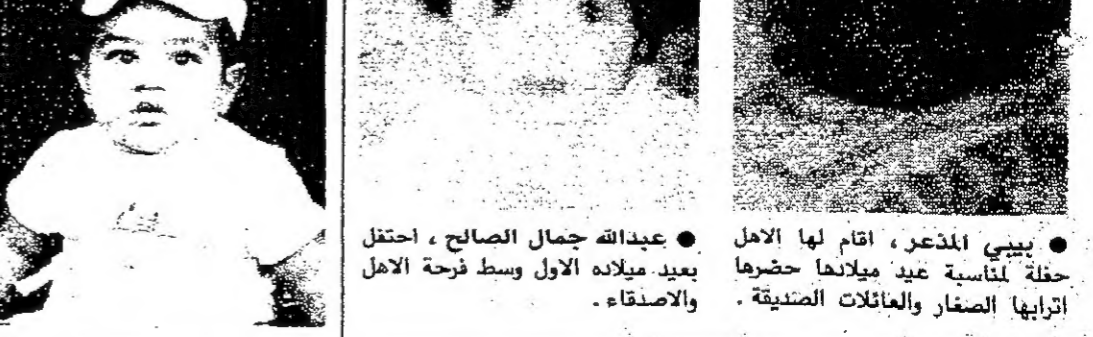 ● بيبي المذعر ، اقام لها الاهل
حفلة لمناسبة عيد ميلادها حضرها
اترابها الصغار والعائلات الصديقة .
● عبدالله جمال الصالح ، احتفل
بعيد ميلاده الاول وسط فرحة الاهل
والاصدقاء .